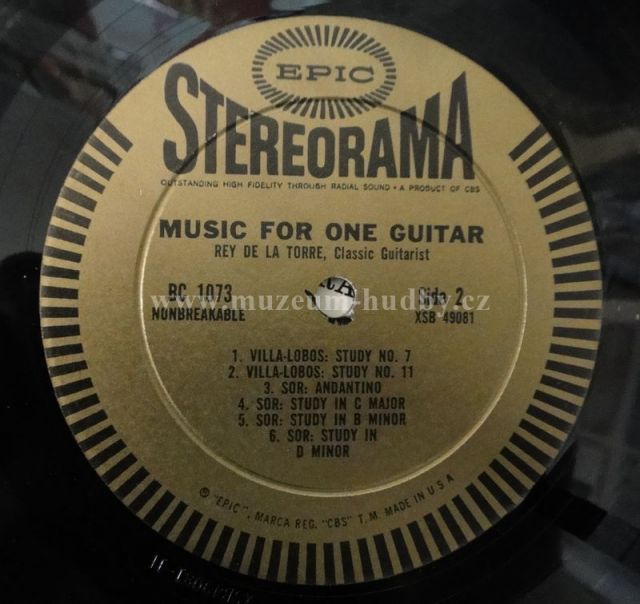 EPIC
STEREORAMA
OUTSTANDING HIGH FIDELITY THROUGH RADIAL SOUND • A PRODUCT OF CBS
MUSIC FOR ONE GUITAR
REY DE LA TORRE, Classic Guitarist
BC 1073 Side 2
www.muzeum-hudby.cz
NONBREAKABLE XSB 49081
1. VILLA-LOBOS: STUDY NO. 7
2. VILLA-LOBOS: STUDY NO. 11
3. SOR: ANDANTINO
4. SOR: STUDY IN C MAJOR
5. SOR: STUDY IN B MINOR
6. SOR: STUDY IN
D MINOR
"EPIC", MARCA REG. "CBS" T.M. MADE IN U S A